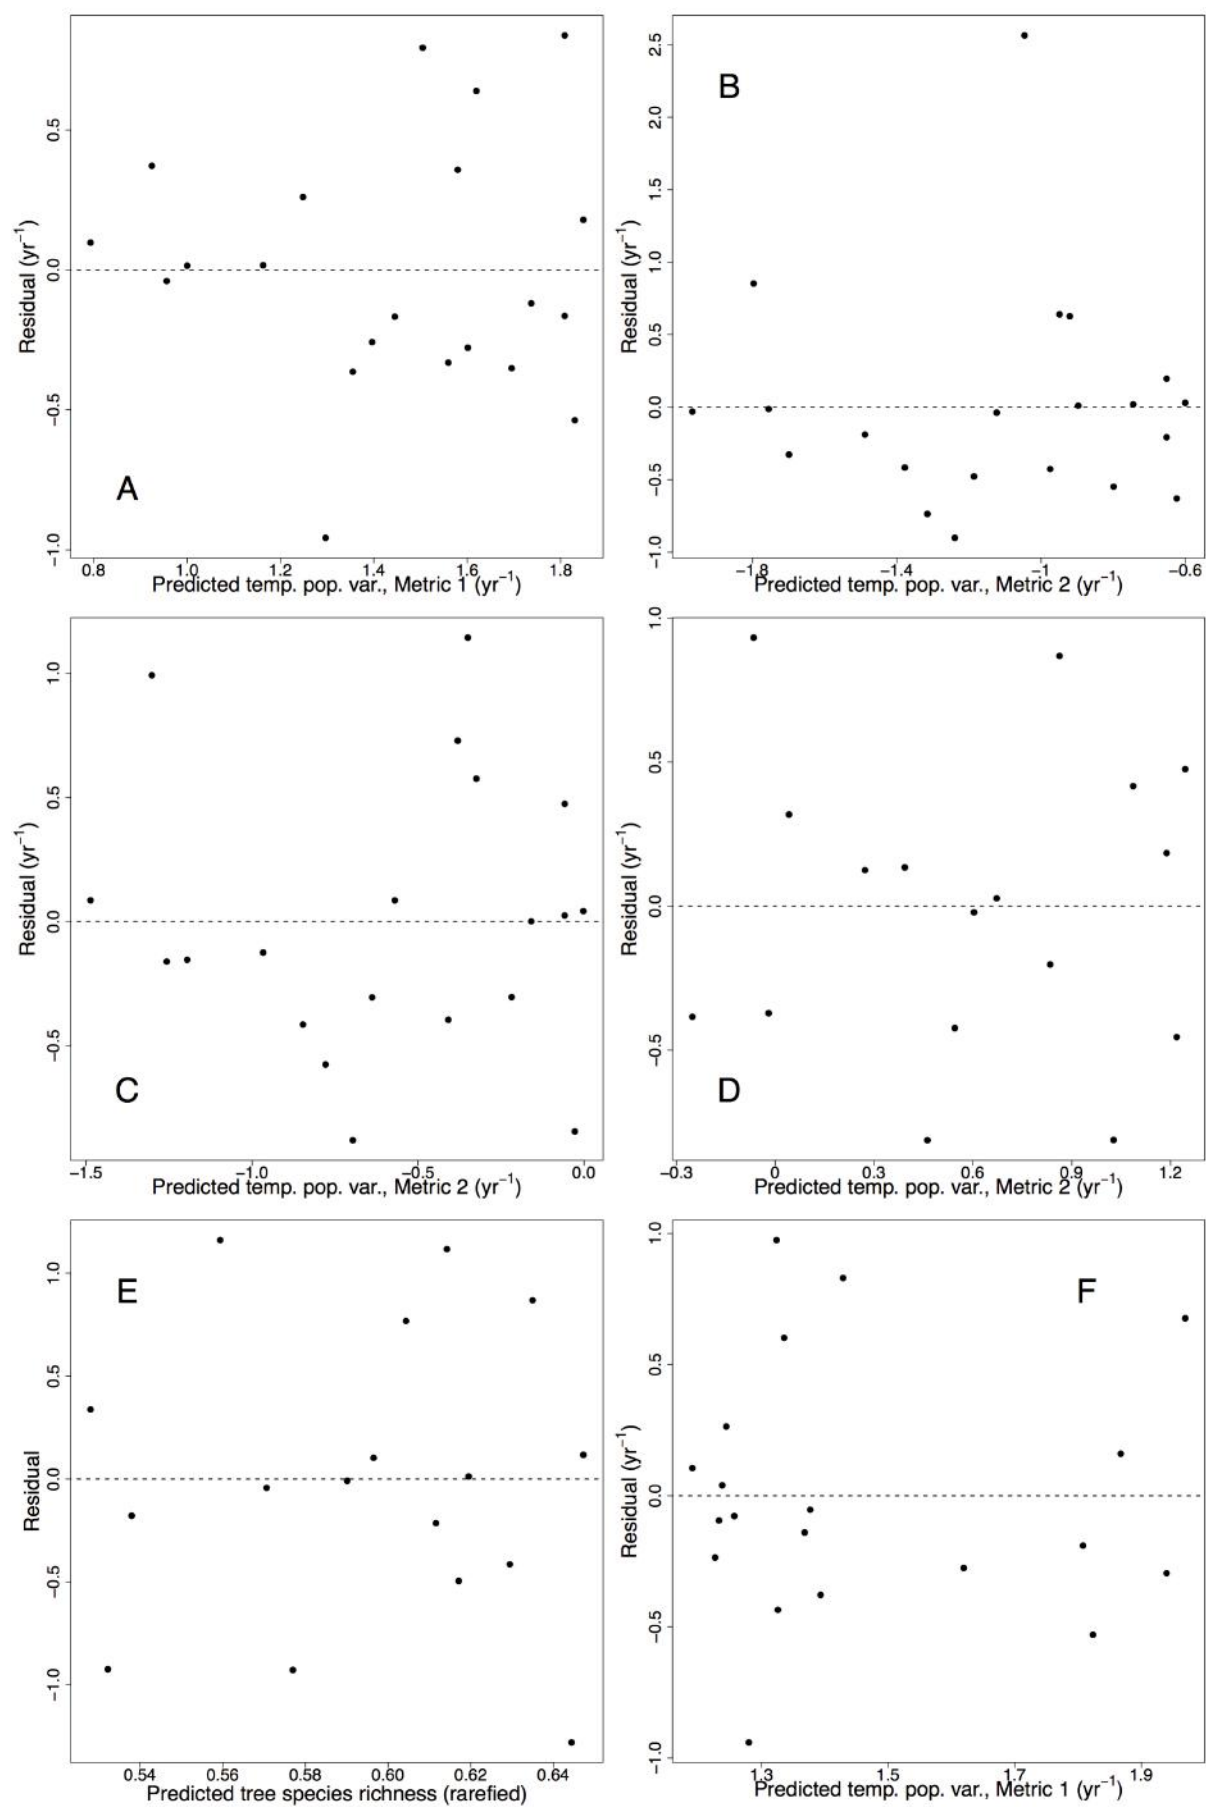 A
0.5
0.0
−0.5
−1.0
Residual (yr−1)
0.8 1.0 1.2 1.4 1.6 1.8
Predicted temp. pop. var., Metric 1 (yr−1)
B
2.5
2.0
1.5
1.0
0.5
0.0
−0.5
−1.0
Residual (yr−1)
−1.8 −1.4 −1 −0.6
Predicted temp. pop. var., Metric 2 (yr−1)
C
1.0
0.5
0.0
−0.5
Residual (yr−1)
−1.5 −1.0 −0.5 0.0
Predicted temp. pop. var., Metric 2 (yr−1)
D
1.0
0.5
0.0
−0.5
Residual (yr−1)
−0.3 0 0.3 0.6 0.9 1.2
Predicted temp. pop. var., Metric 2 (yr−1)
E
1.0
0.5
0.0
−0.5
−1.0
Residual
0.54 0.56 0.58 0.60 0.62 0.64
Predicted tree species richness (rarefied)
F
1.0
0.5
0.0
−0.5
−1.0
Residual (yr−1)
1.3 1.5 1.7 1.9
Predicted temp. pop. var., Metric 1 (yr−1)